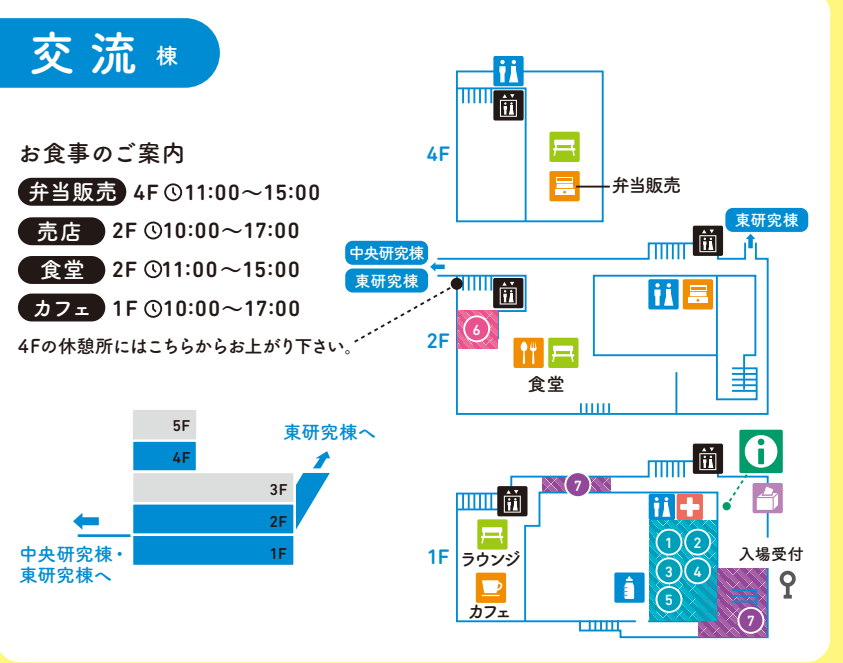 交流棟
お食事のご案内
弁当販売 4F 11:00〜15:00
売店 2F 10:00〜17:00
食堂 2F 11:00〜15:00
カフェ 1F 10:00〜17:00
4Fの休憩所にはこちらからお上がり下さい。
5F
4F
3F
2F
1F
東研究棟へ
中央研究棟・
東研究棟へ
4F
弁当販売
東研究棟
中央研究棟
東研究棟
2F
6
食堂
7
1F
ラウンジ
カフェ
1 2
3 4
5
入場受付
7